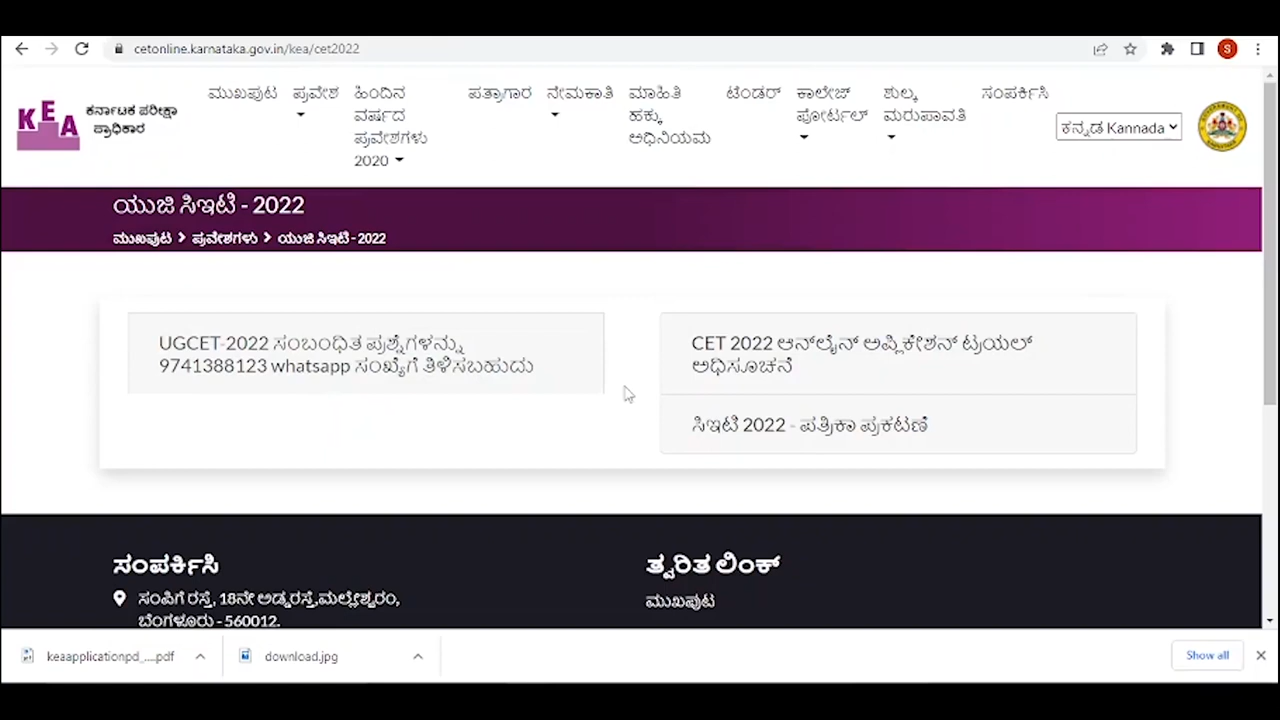 cetonline.karnataka.gov.in/kea/cet2022
S
KEA
ಕರ್ನಾಟಕ ಪರೀಕ್ಷಾ
ಪ್ರಾಧಿಕಾರ
ಮುಖಪುಟ
ಪ್ರವೇಶ
ಹಿಂದಿನ
ವರ್ಷದ
ಪ್ರವೇಶಗಳು
2020
ಪತ್ರಾಗಾರ
ನೇಮಕಾತಿ
ಮಾಹಿತಿ
ಹಕ್ಕು
ಅಧಿನಿಯಮ
ಟೆಂಡರ್
ಕಾಲೇಜ್
ಪೋರ್ಟಲ್
ಶುಲ್ಕ
ಮರುಪಾವತಿ
ಸಂಪರ್ಕಿಸಿ
ಕನ್ನಡ Kannada
ಯುಜಿ ಸಿಇಟಿ - 2022
ಮುಖಪುಟ > ಪ್ರವೇಶಗಳು > ಯುಜಿ ಸಿಇಟಿ - 2022
UGCET-2022 ಸಂಬಂಧಿತ ಪ್ರಶ್ನೆಗಳನ್ನು
9741388123 whatsapp ಸಂಖ್ಯೆಗೆ ತಿಳಿಸಬಹುದು
CET 2022 ಆನ್‌ಲೈನ್ ಅಪ್ಲಿಕೇಶನ್ ಟ್ರಯಲ್
ಅಧಿಸೂಚನೆ
ಸಿಇಟಿ 2022 - ಪತ್ರಿಕಾ ಪ್ರಕಟಣೆ
ಸಂಪರ್ಕಿಸಿ
ಸಂಪಿಗೆ ರಸ್ತೆ, 18ನೇ ಅಡ್ಡರಸ್ತೆ,ಮಲ್ಲೇಶ್ವರಂ,
ಬೆಂಗಳೂರು - 560012.
ತ್ವರಿತ ಲಿಂಕ್
ಮುಖಪುಟ
keaapplicationpd_....pdf
download.jpg
Show all